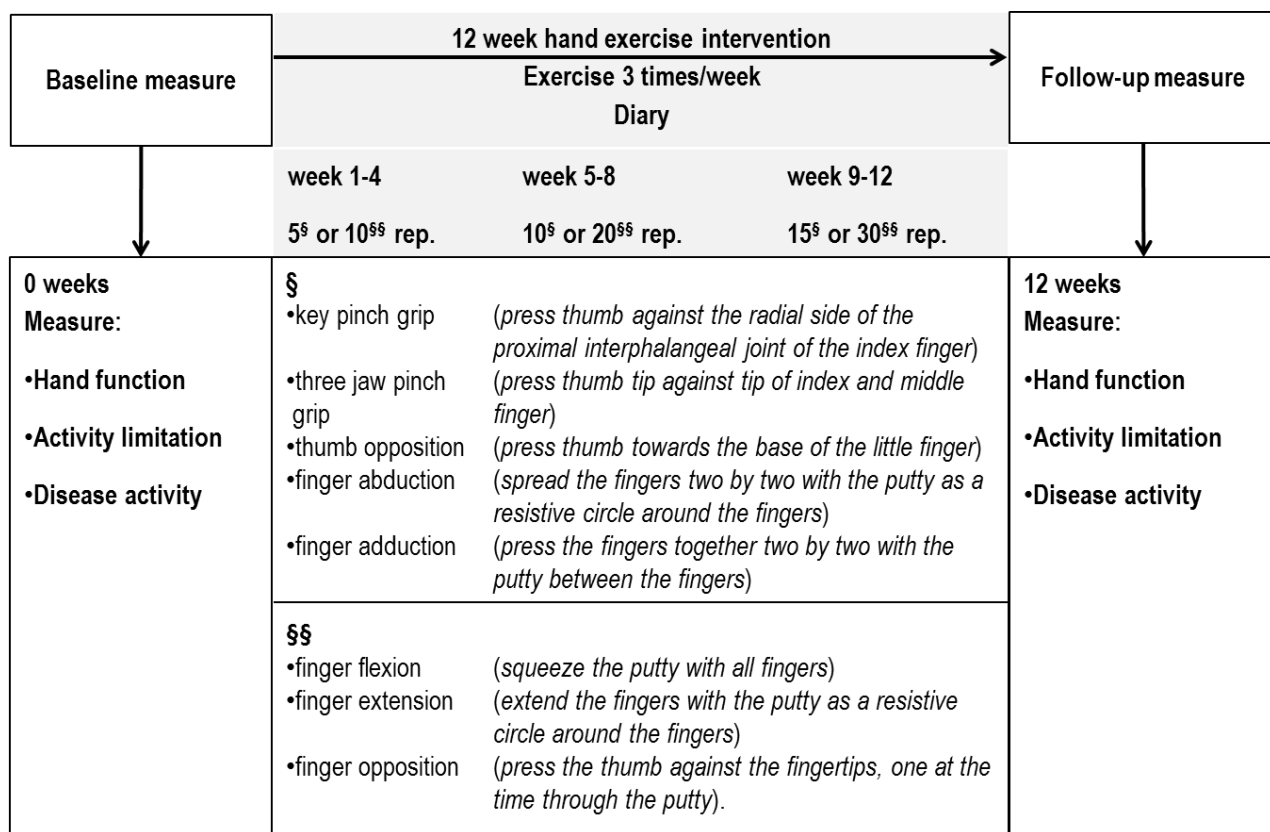 Baseline measure
12 week hand exercise intervention
Exercise 3 times/week
Diary
Follow-up measure
week 1-4
week 5-8
week 9-12
5§ or 10§§ rep.
10§ or 20§§ rep.
15§ or 30§§ rep.
0 weeks
Measure:
•Hand function
•Activity limitation
•Disease activity
§
•key pinch grip (press thumb against the radial side of the
proximal interphalangeal joint of the index finger)
•three jaw pinch (press thumb tip against tip of index and middle
grip finger)
•thumb opposition (press thumb towards the base of the little finger)
•finger abduction (spread the fingers two by two with the putty as a
resistive circle around the fingers)
•finger adduction (press the fingers together two by two with the
putty between the fingers)
§§
•finger flexion (squeeze the putty with all fingers)
•finger extension (extend the fingers with the putty as a resistive
circle around the fingers)
•finger opposition (press the thumb against the fingertips, one at the
time through the putty).
12 weeks
Measure:
•Hand function
•Activity limitation
•Disease activity